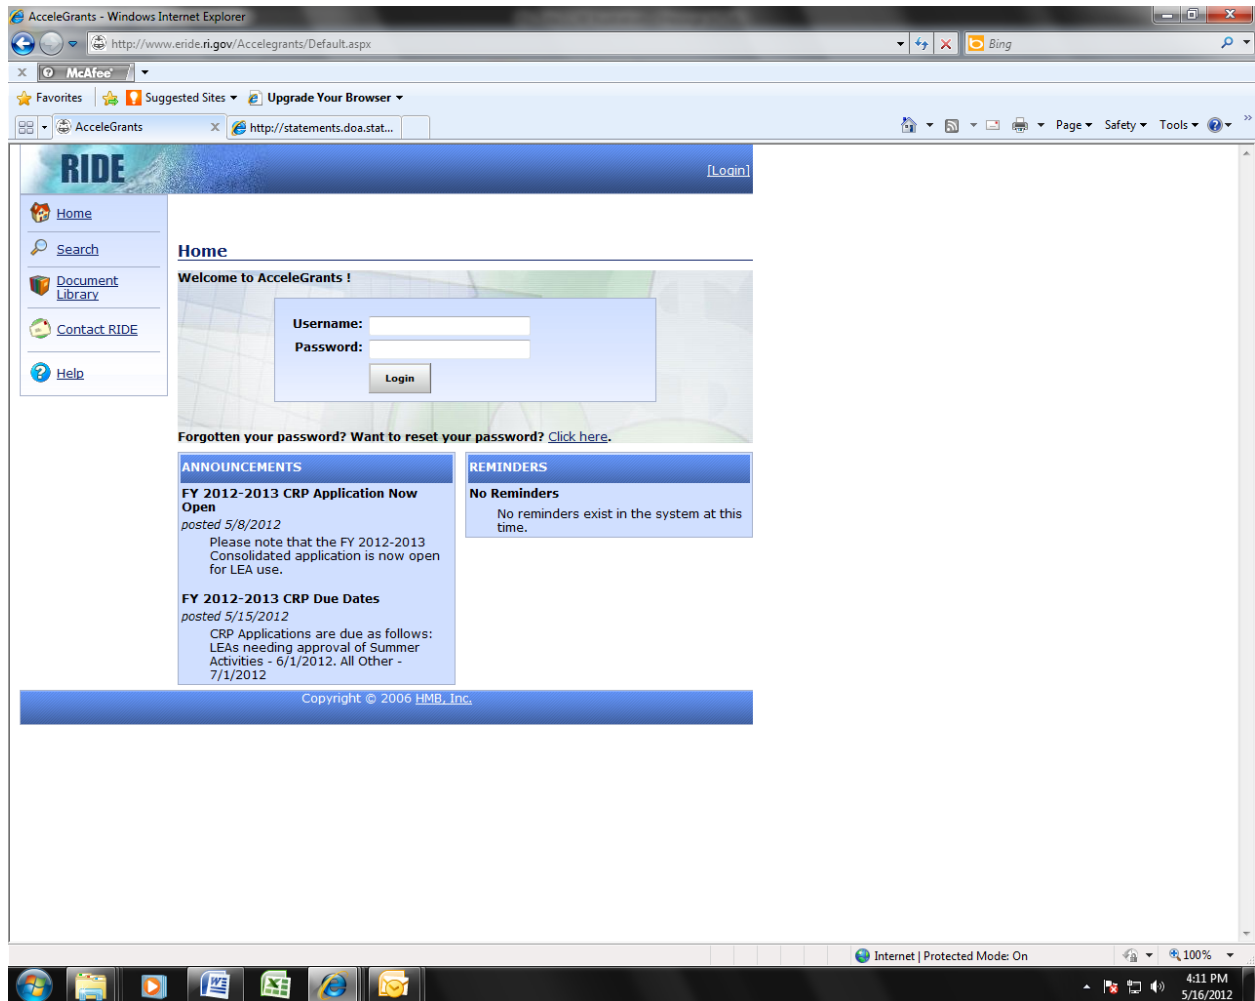 AcceleGrants - Windows Internet Explorer
http://www.eride.ri.gov/Accelegrants/Default.aspx
Bing
McAfee
Favorites Suggested Sites Upgrade Your Browser
AcceleGrants X http://statements.doa.stat...
Page Safety Tools
RIDE
[Login]
Home
Search
Document
Library
Contact RIDE
Help
Home
Welcome to AcceleGrants !
Username:
Password:
Login
Forgotten your password? Want to reset your password? Click here.
ANNOUNCEMENTS
FY 2012-2013 CRP Application Now
Open
posted 5/8/2012
Please note that the FY 2012-2013
Consolidated application is now open
for LEA use.
FY 2012-2013 CRP Due Dates
posted 5/15/2012
CRP Applications are due as follows:
LEAs needing approval of Summer
Activities - 6/1/2012. All Other -
7/1/2012
REMINDERS
No Reminders
No reminders exist in the system at this
time.
Copyright © 2006 HMB, Inc.
Internet | Protected Mode: On
100%
4:11 PM
5/16/2012